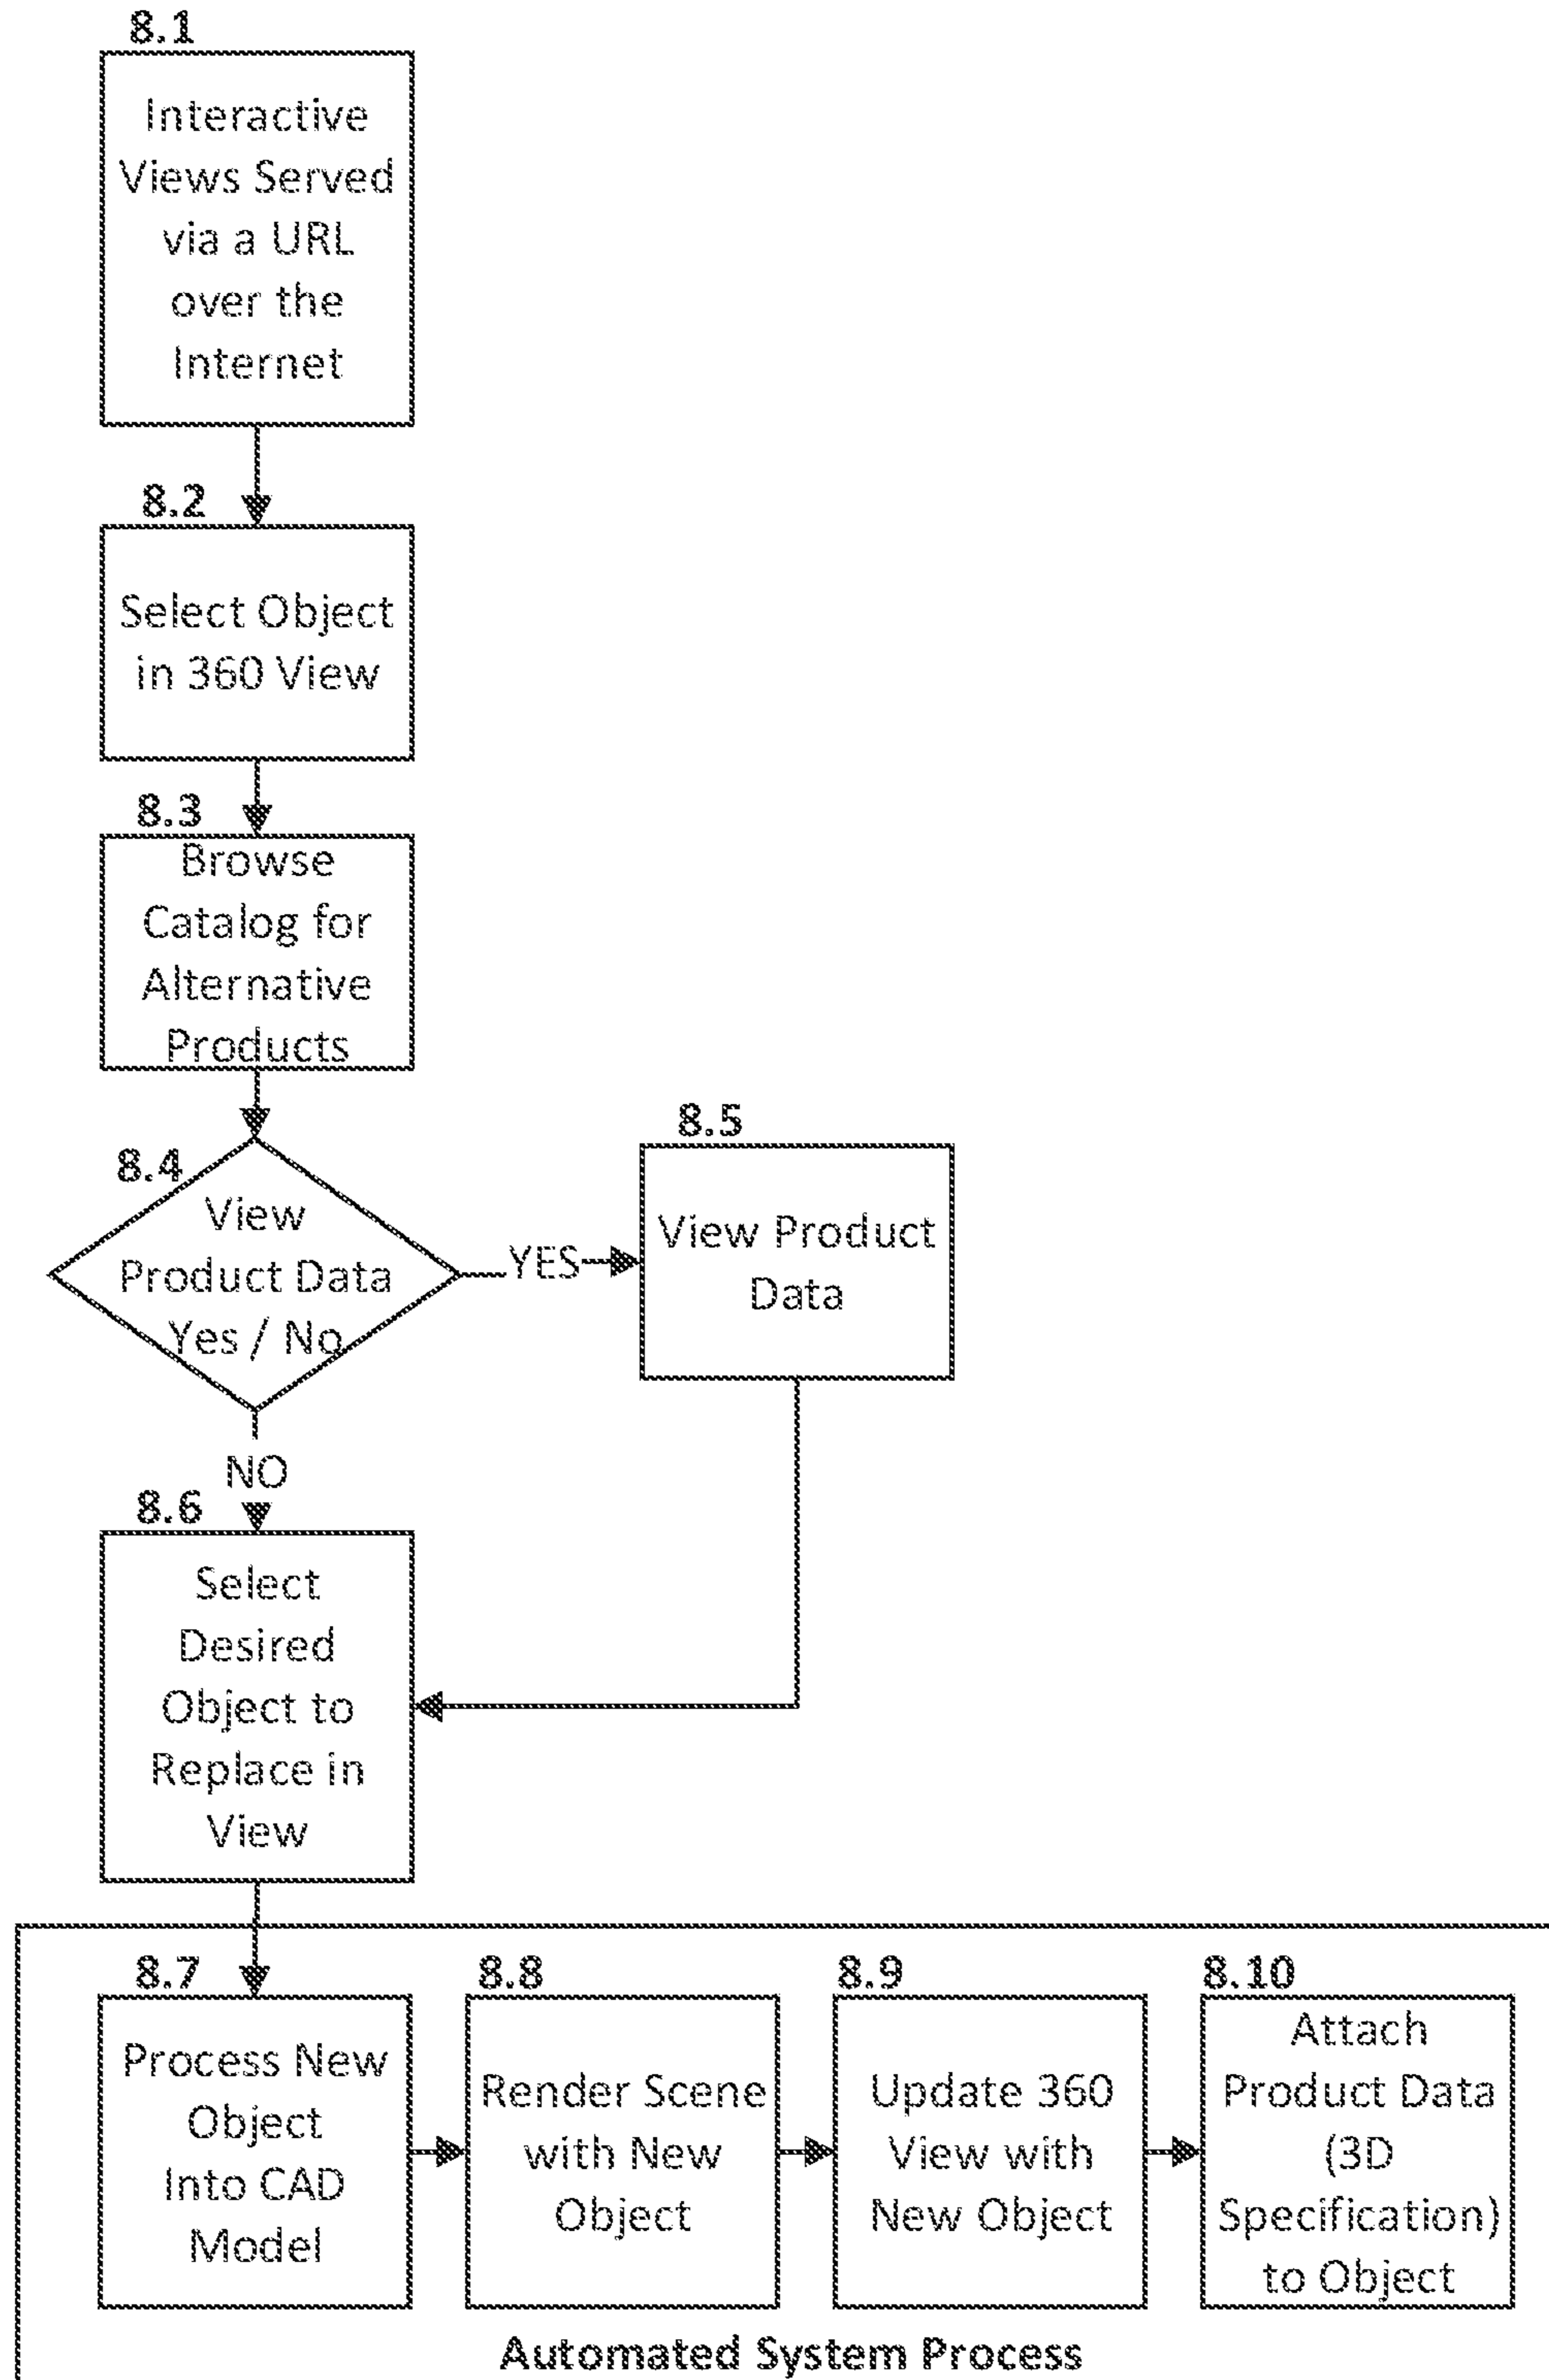 8.1
Interactive
Views Served
via a URL
over the
Internet
8.2
Select Object
in 360 View
8.3
Browse
Catalog for
Alternative
Products
8.4
View
Product Data
Yes / No
YES
8.5
View Product
Data
NO
8.6
Select
Desired
Object to
Replace in
View
8.7
Process New
Object
Into CAD
Model
8.8
Render Scene
with New
Object
8.9
Update 360
View with
New Object
8.10
Attach
Product Data
(3D
Specification)
to Object
Automated System Process